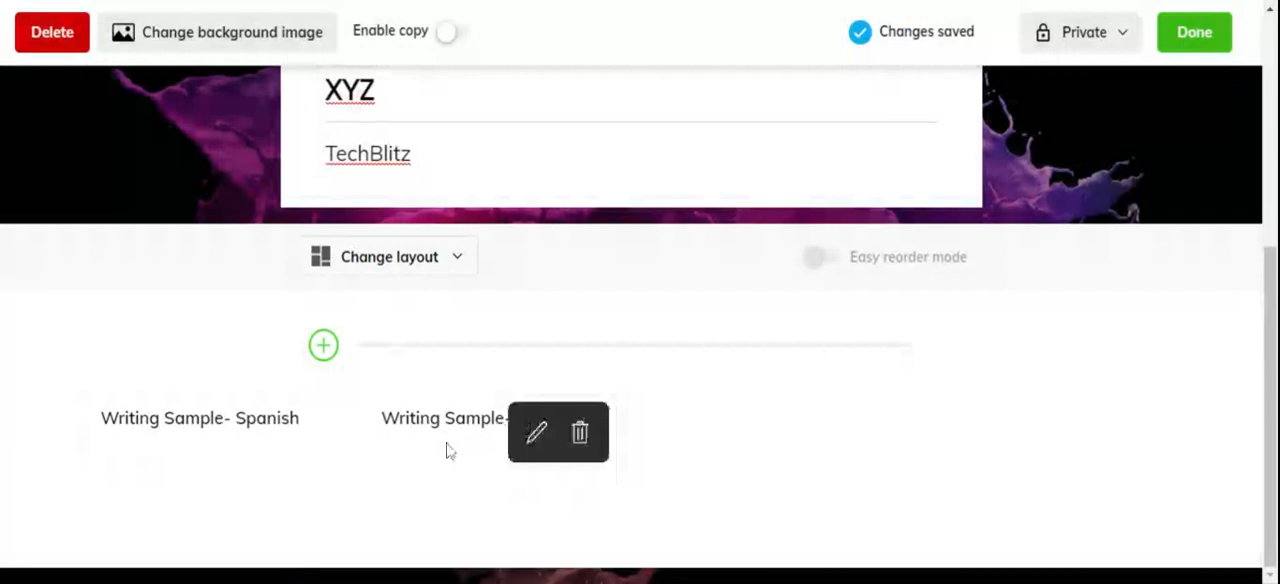 Delete
Change background image
Enable copy
Changes saved
Private
Done
XYZ
TechBlitz
Change layout
Easy reorder mode
Writing Sample- Spanish
Writing Sample-